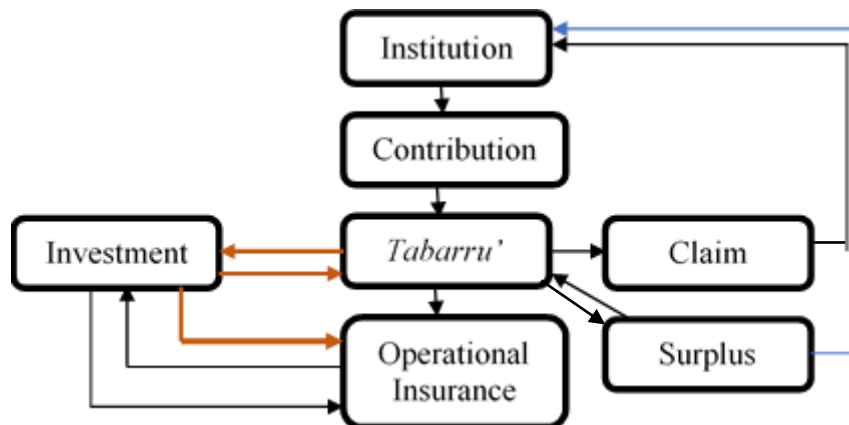 Institution
Contribution
Investment
Tabarru’
Claim
Operational
Insurance
Surplus